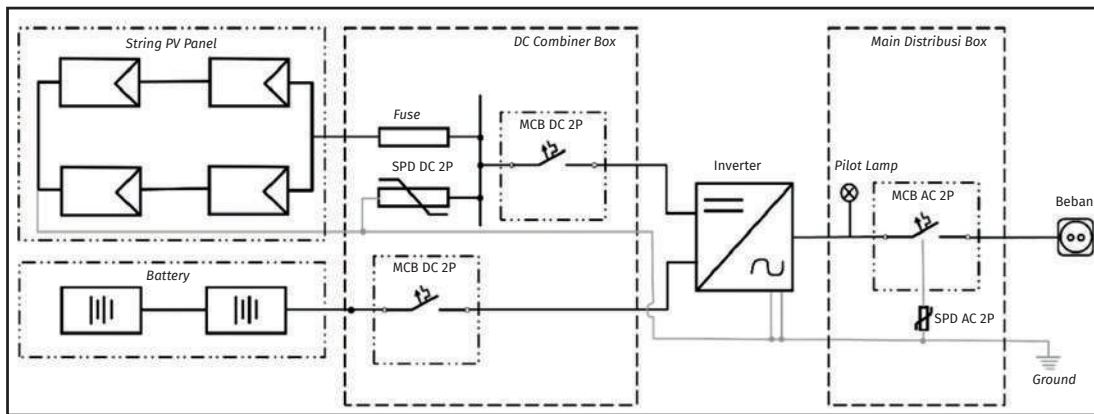 String PV Panel
DC Combiner Box
Main Distribusi Box
Fuse
MCB DC 2P
SPD DC 2P
Inverter
Pilot Lamp
MCB AC 2P
Beban
Battery
MCB DC 2P
SPD AC 2P
Ground